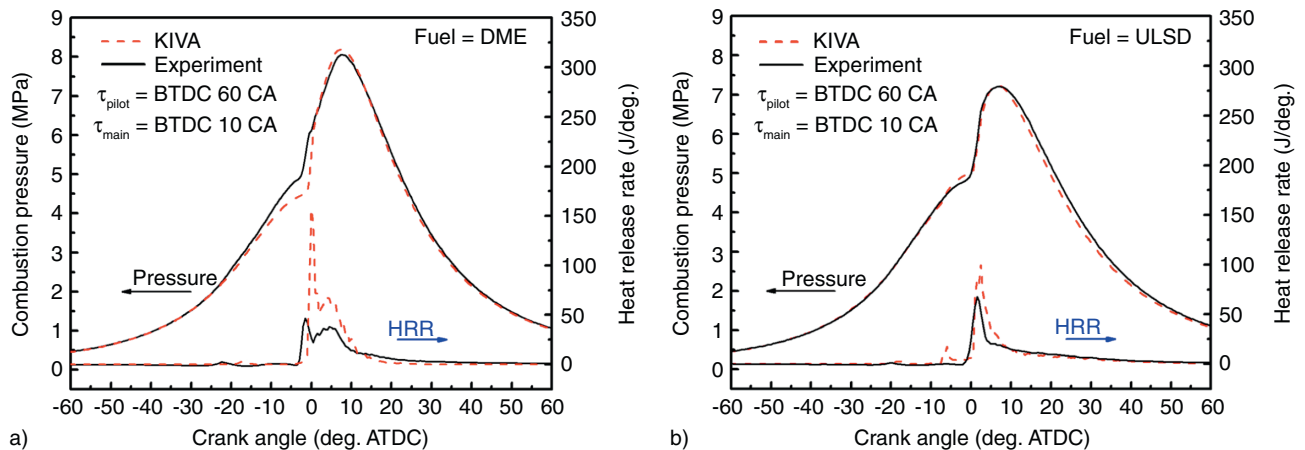 9
8
7
6
5
4
3
2
1
0
Combustion pressure (MPa)
KIVA
Experiment
τpilot = BTDC 60 CA
τmain = BTDC 10 CA
Fuel = DME
Pressure
HRR
350
300
250
200
150
100
50
0
Heat release rate (J/deg.)
-60 -50 -40 -30 -20 -10 0 10 20 30 40 50 60
Crank angle (deg. ATDC)
a)
9
8
7
6
5
4
3
2
1
0
Combustion pressure (MPa)
KIVA
Experiment
τpilot = BTDC 60 CA
τmain = BTDC 10 CA
Fuel = ULSD
Pressure
HRR
350
300
250
200
150
100
50
0
Heat release rate (J/deg.)
-60 -50 -40 -30 -20 -10 0 10 20 30 40 50 60
Crank angle (deg. ATDC)
b)